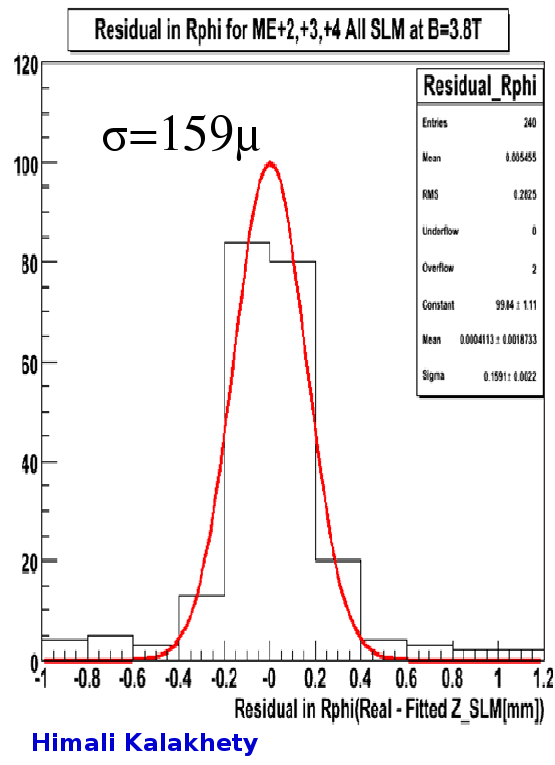 Residual in Rphi for ME+2,+3,+4 All SLM at B=3.8T
Residual_Rphi
Entries 240
Mean 0.005455
RMS 0.2825
Underflow 0
Overflow 2
Constant 99.84 ± 1.11
Mean 0.0004113 ± 0.0018733
Sigma 0.1591 ± 0.0022
σ=159μ
120
100
80
60
40
20
0
-1 -0.8 -0.6 -0.4 -0.2 -0 0.2 0.4 0.6 0.8 1 1.2
Residual in Rphi(Real - Fitted Z_SLM[mm])
Himali Kalakhety